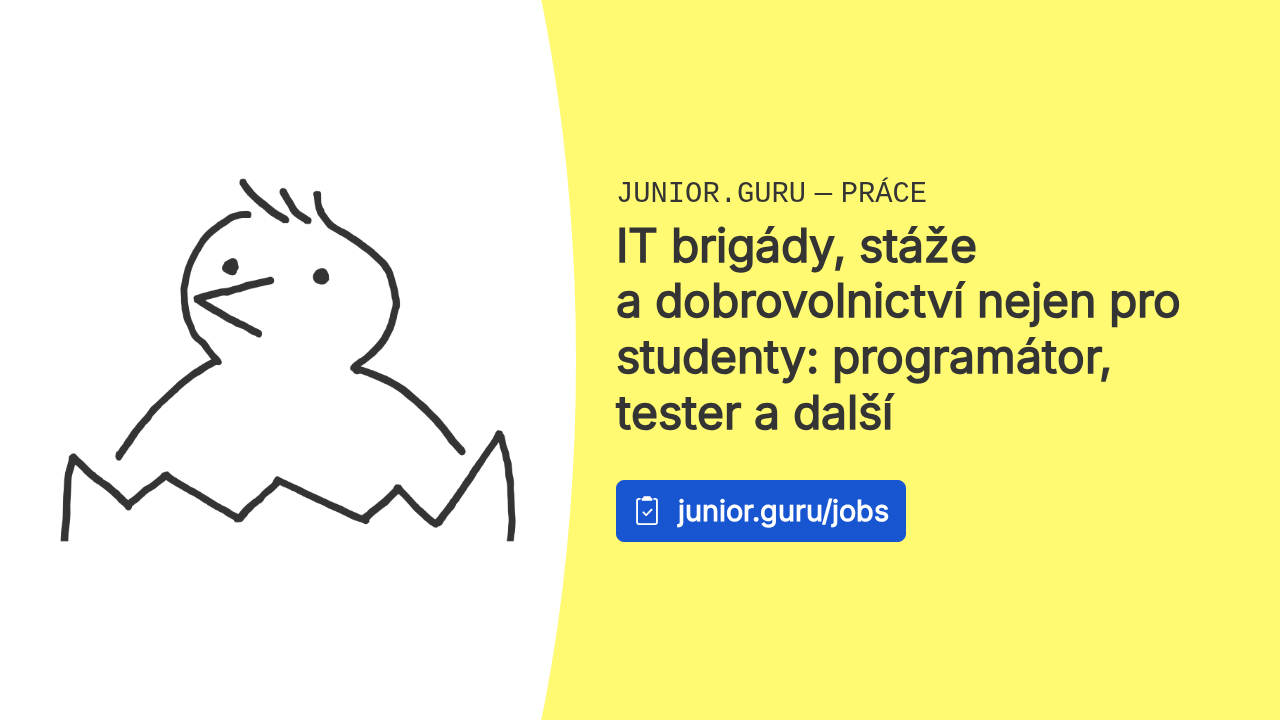 JUNIOR.GURU — PRÁCE
IT brigády, stáže
a dobrovolnictví nejen pro
studenty: programátor,
tester a další
junior.guru/jobs